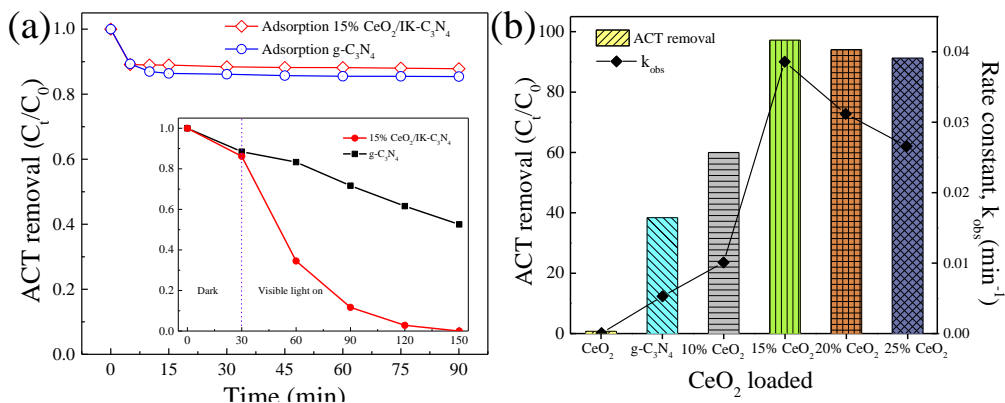 (a)
Adsorption 15% CeO₂/IK-C₃N₄
Adsorption g-C₃N₄
ACT removal (Cₜ/C₀)
1.0
0.8
0.6
0.4
0.2
0.0
15% CeO₂/IK-C₃N₄
g-C₃N₄
1.0
0.8
0.6
0.4
0.2
0.0
Dark
Visible light on
0 30 60 90 120 150
0 15 30 45 60 75 90
Time (min)
(b)
ACT removal
k_obs
ACT removal (Cₜ/C₀)
100
80
60
40
20
0
0.04
0.03
0.02
0.01
0.00
Rate constant, k_obs (min⁻¹)
CeO₂ g-C₃N₄ 10% CeO₂ 15% CeO₂ 20% CeO₂ 25% CeO₂
CeO₂ loaded